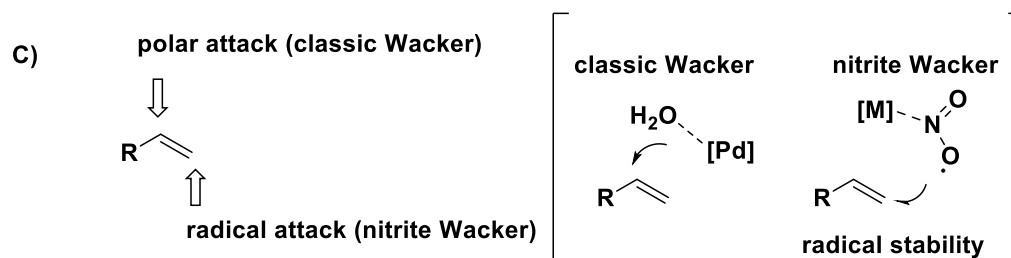 C)
polar attack (classic Wacker)
R
radical attack (nitrite Wacker)
classic Wacker
H2O
[Pd]
R
nitrite Wacker
[M]
N
O
O
R
radical stability